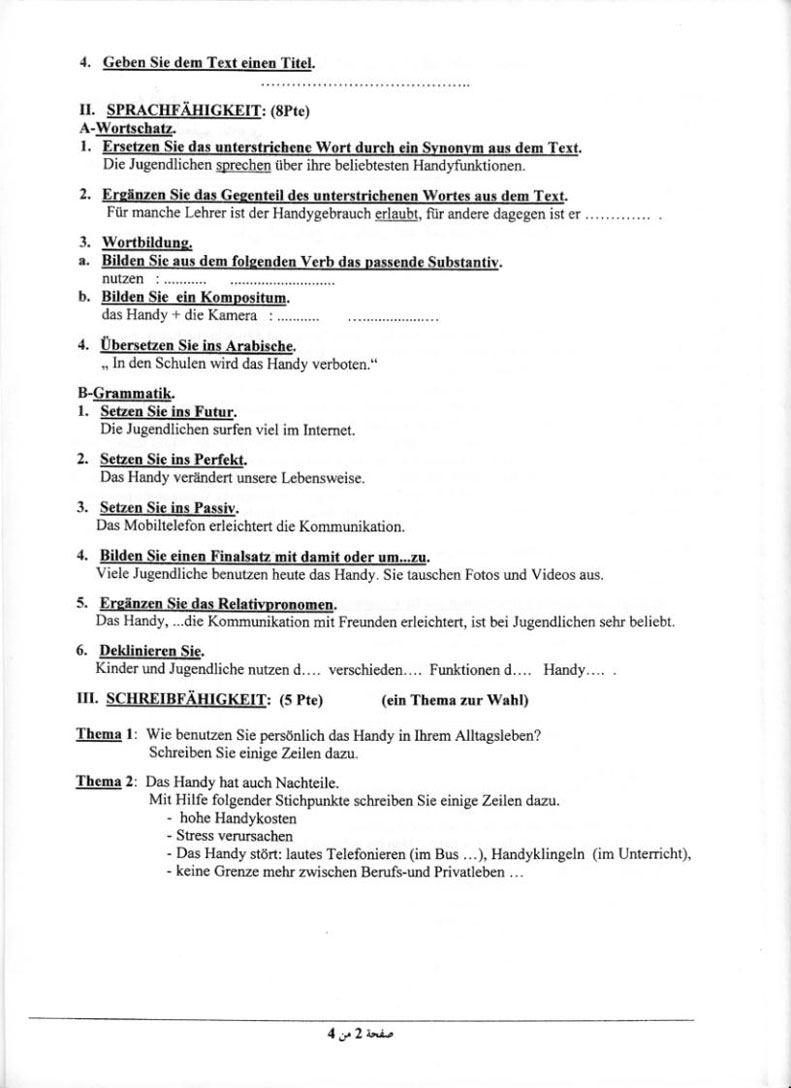 4. Geben Sie dem Text einen Titel.
..........................................
II. SPRACHFÄHIGKEIT: (8Pte)
A-Wortschatz.
1. Ersetzen Sie das unterstrichene Wort durch ein Synonym aus dem Text.
Die Jugendlichen sprechen über ihre beliebtesten Handyfunktionen.
2. Ergänzen Sie das Gegenteil des unterstrichenen Wortes aus dem Text.
Für manche Lehrer ist der Handygebrauch erlaubt, für andere dagegen ist er ............. .
3. Wortbildung.
a. Bilden Sie aus dem folgenden Verb das passende Substantiv.
nutzen : ........... ..........................
b. Bilden Sie ein Kompositum.
das Handy + die Kamera : ........... ......................
4. Übersetzen Sie ins Arabische.
„ In den Schulen wird das Handy verboten.“
B-Grammatik.
1. Setzen Sie ins Futur.
Die Jugendlichen surfen viel im Internet.
2. Setzen Sie ins Perfekt.
Das Handy verändert unsere Lebensweise.
3. Setzen Sie ins Passiv.
Das Mobiltelefon erleichtert die Kommunikation.
4. Bilden Sie einen Finalsatz mit damit oder um...zu.
Viele Jugendliche benutzen heute das Handy. Sie tauschen Fotos und Videos aus.
5. Ergänzen Sie das Relativpronomen.
Das Handy, ...die Kommunikation mit Freunden erleichtert, ist bei Jugendlichen sehr beliebt.
6. Deklinieren Sie.
Kinder und Jugendliche nutzen d.... verschieden.... Funktionen d.... Handy.... .
III. SCHREIBFÄHIGKEIT: (5 Pte) (ein Thema zur Wahl)
Thema 1: Wie benutzen Sie persönlich das Handy in Ihrem Alltagsleben?
Schreiben Sie einige Zeilen dazu.
Thema 2: Das Handy hat auch Nachteile.
Mit Hilfe folgender Stichpunkte schreiben Sie einige Zeilen dazu.
- hohe Handykosten
- Stress verursachen
- Das Handy stört: lautes Telefonieren (im Bus ...), Handyklingeln (im Unterricht),
- keine Grenze mehr zwischen Berufs-und Privatleben ...
صفحة 2 من 4